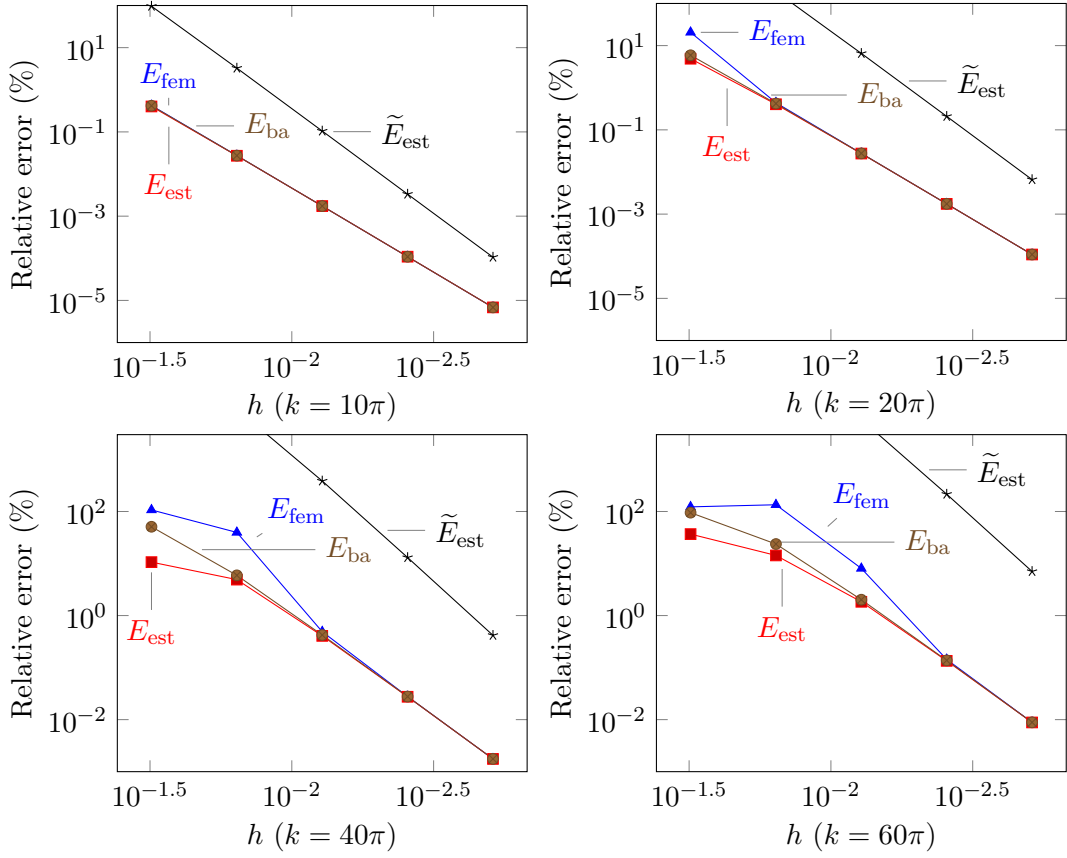 10^1
10^{-1}
10^{-3}
10^{-5}
Relative error (%)
E_fem
E_ba
Ẽ_est
E_est
10^{-1.5} 10^{-2} 10^{-2.5}
h (k = 10π)
10^1
10^{-1}
10^{-3}
10^{-5}
Relative error (%)
E_fem
Ẽ_est
E_ba
E_est
10^{-1.5} 10^{-2} 10^{-2.5}
h (k = 20π)
10^2
10^0
10^{-2}
Relative error (%)
E_fem
Ẽ_est
E_ba
E_est
10^{-1.5} 10^{-2} 10^{-2.5}
h (k = 40π)
10^2
10^0
10^{-2}
Relative error (%)
Ẽ_est
E_fem
E_ba
E_est
10^{-1.5} 10^{-2} 10^{-2.5}
h (k = 60π)